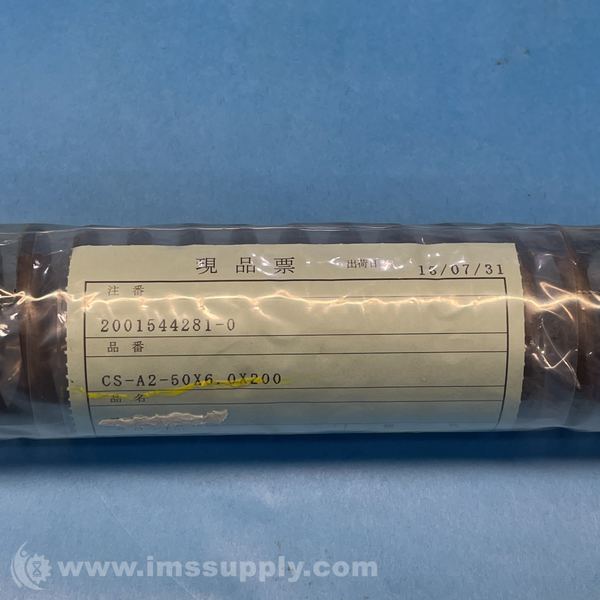 現品票 出荷日 13/07/31
注番
2001544281-0
品番
CS-A2-50X6.0X200
品名
www.imssupply.com